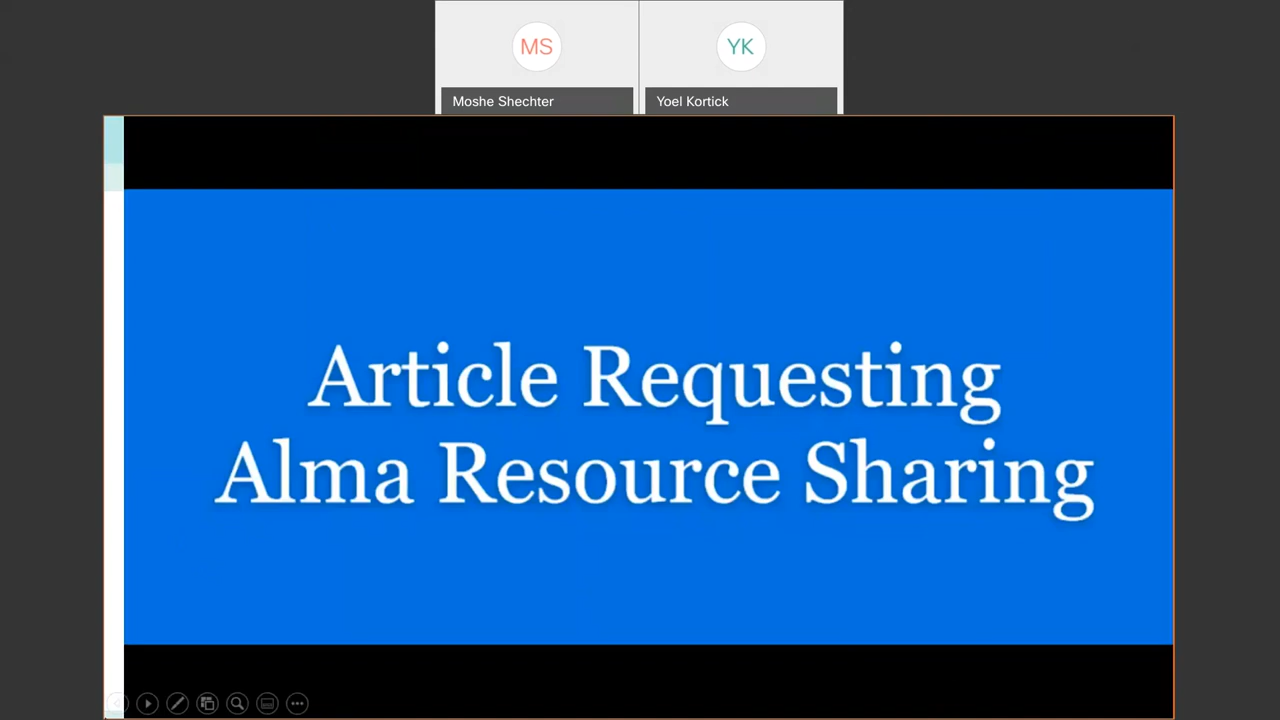 MS
YK
Moshe Shechter
Yoel Kortick
Article Requesting
Alma Resource Sharing